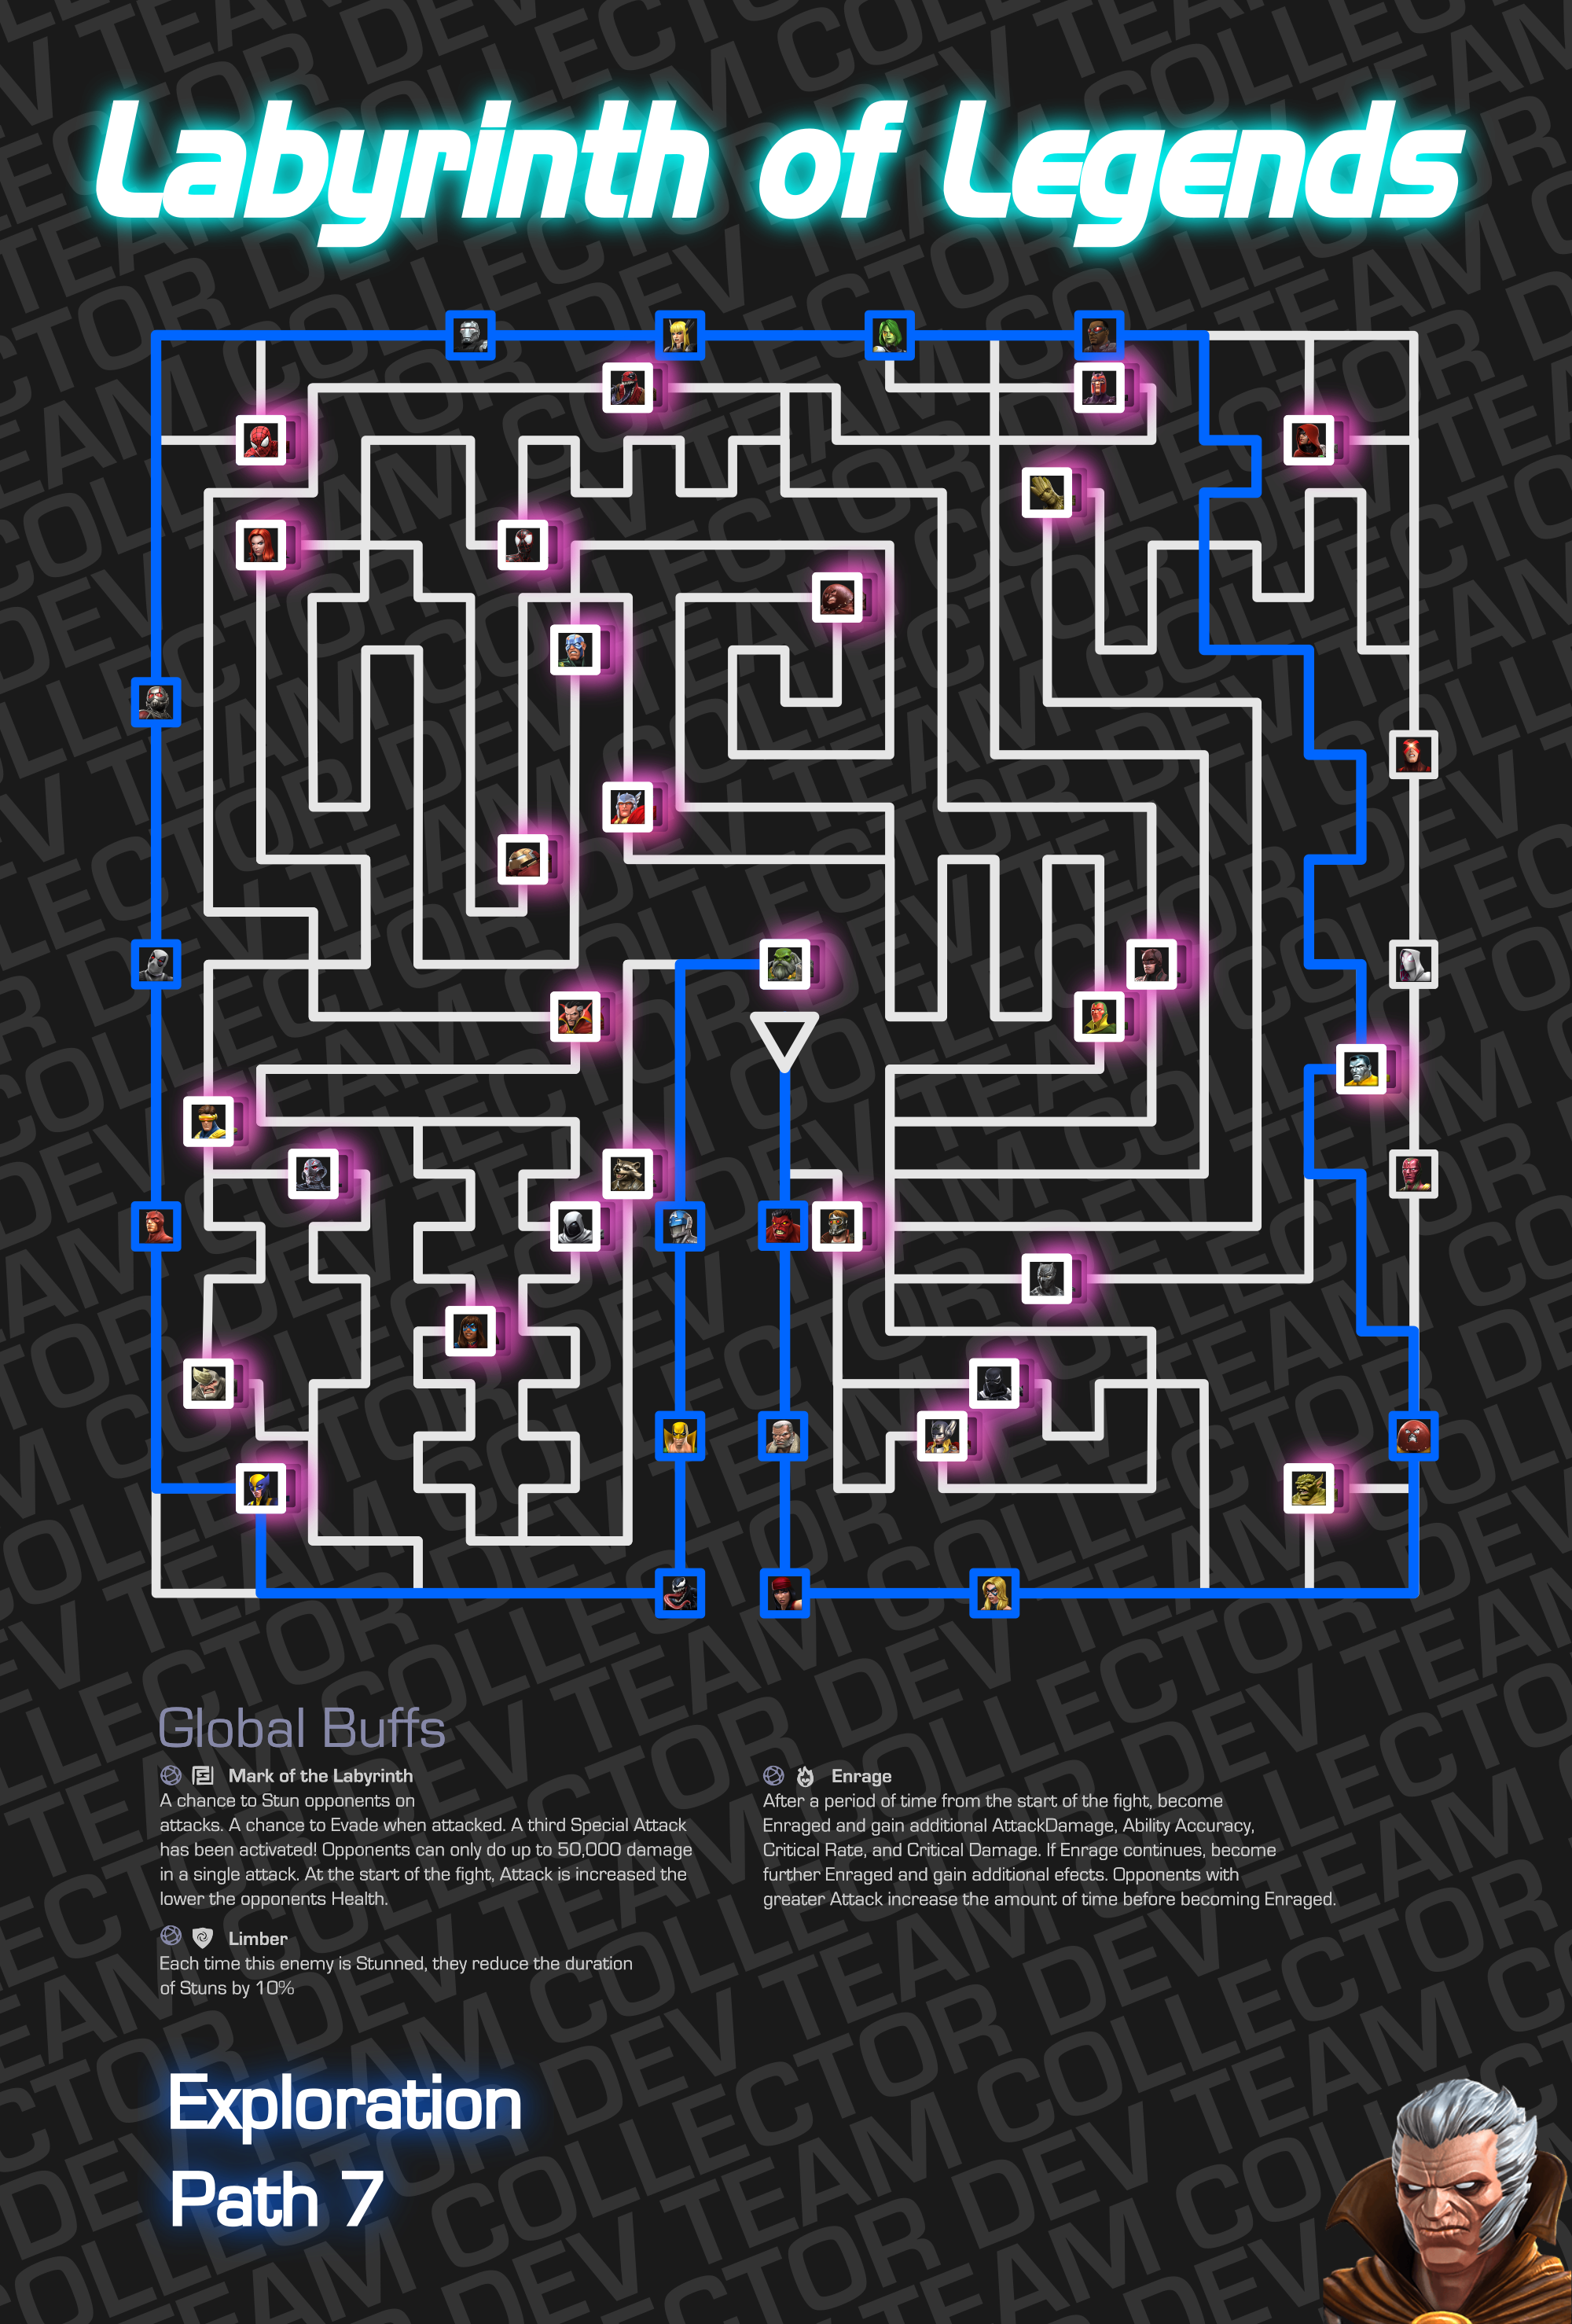 Labyrinth of Legends
Global Buffs
Mark of the Labyrinth
A chance to Stun opponents on
attacks. A chance to Evade when attacked. A third Special Attack
has been activated! Opponents can only do up to 50,000 damage
in a single attack. At the start of the fight, Attack is increased the
lower the opponents Health.
Limber
Each time this enemy is Stunned, they reduce the duration
of Stuns by 10%
Enrage
After a period of time from the start of the fight, become
Enraged and gain additional AttackDamage, Ability Accuracy,
Critical Rate, and Critical Damage. If Enrage continues, become
further Enraged and gain additional efects. Opponents with
greater Attack increase the amount of time before becoming Enraged.
Exploration
Path 7
COLLECTOR DEV TEAM